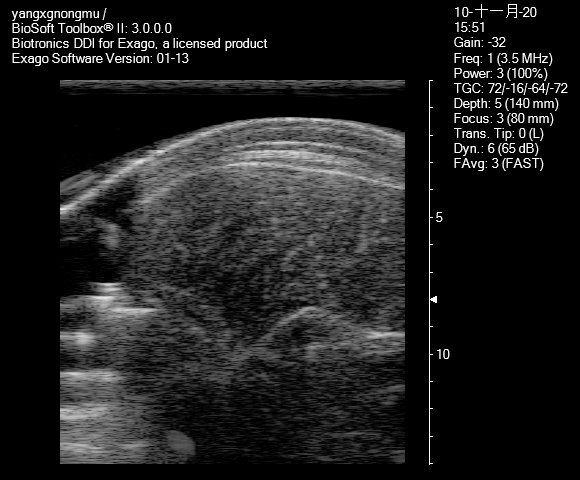 yangxgnongmu /
BioSoft Toolbox® II: 3.0.0.0
Biotronics DDI for Exago, a licensed product
Exago Software Version: 01-13
10-十一月-20
15:51
Gain: -32
Freq: 1 (3.5 MHz)
Power: 3 (100%)
TGC: 72/-16/-64/-72
Depth: 5 (140 mm)
Focus: 3 (80 mm)
Trans. Tip: 0 (L)
Dyn.: 6 (65 dB)
FAvg: 3 (FAST)
5
10